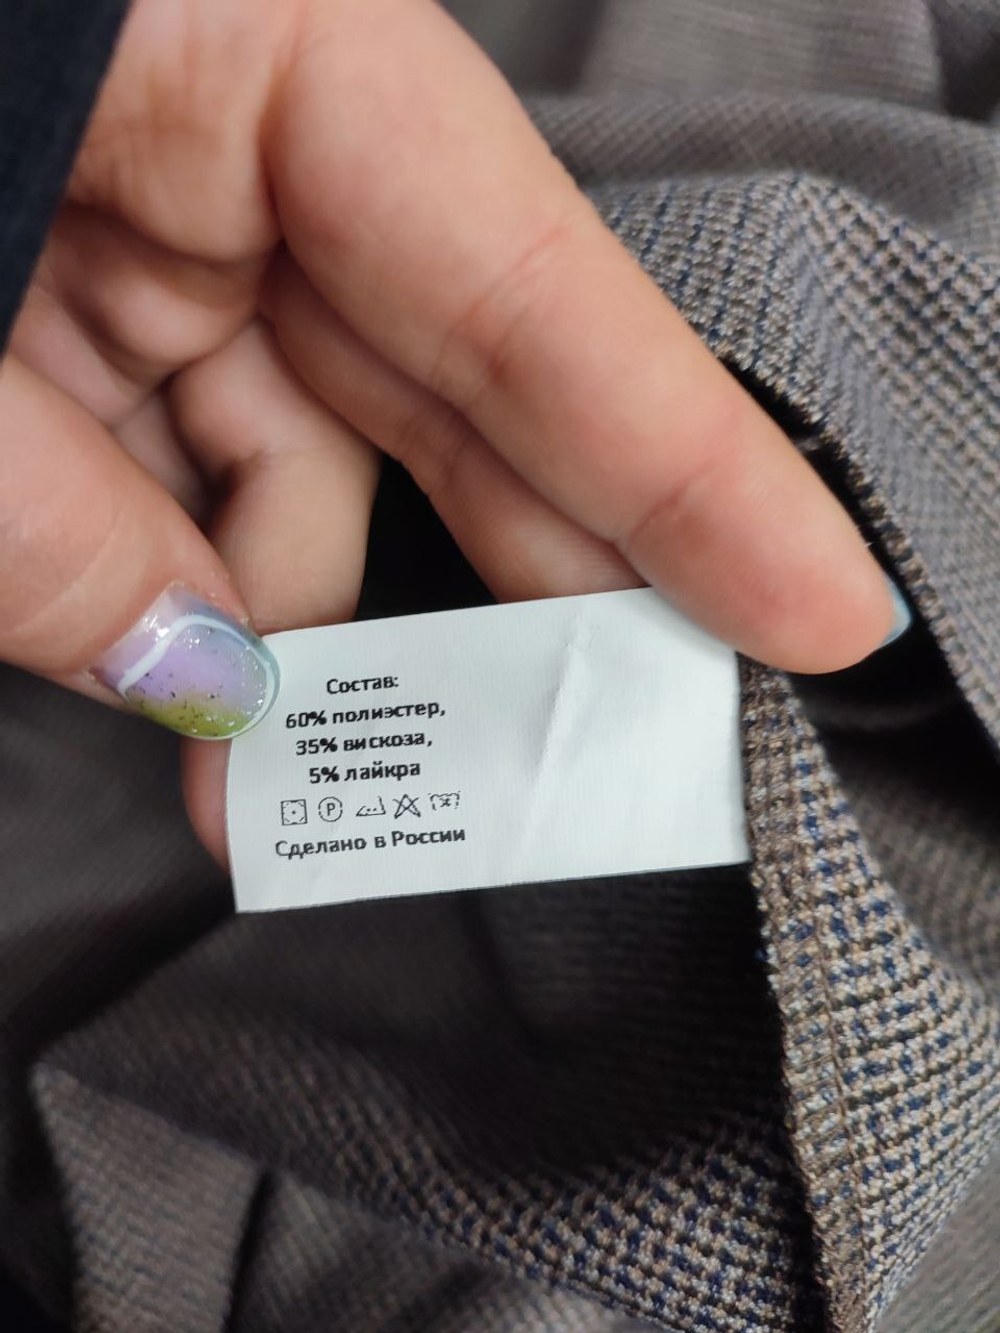 Состав:
60% полиэстер,
35% вискоза,
5% лайкра
P
Сделано в России